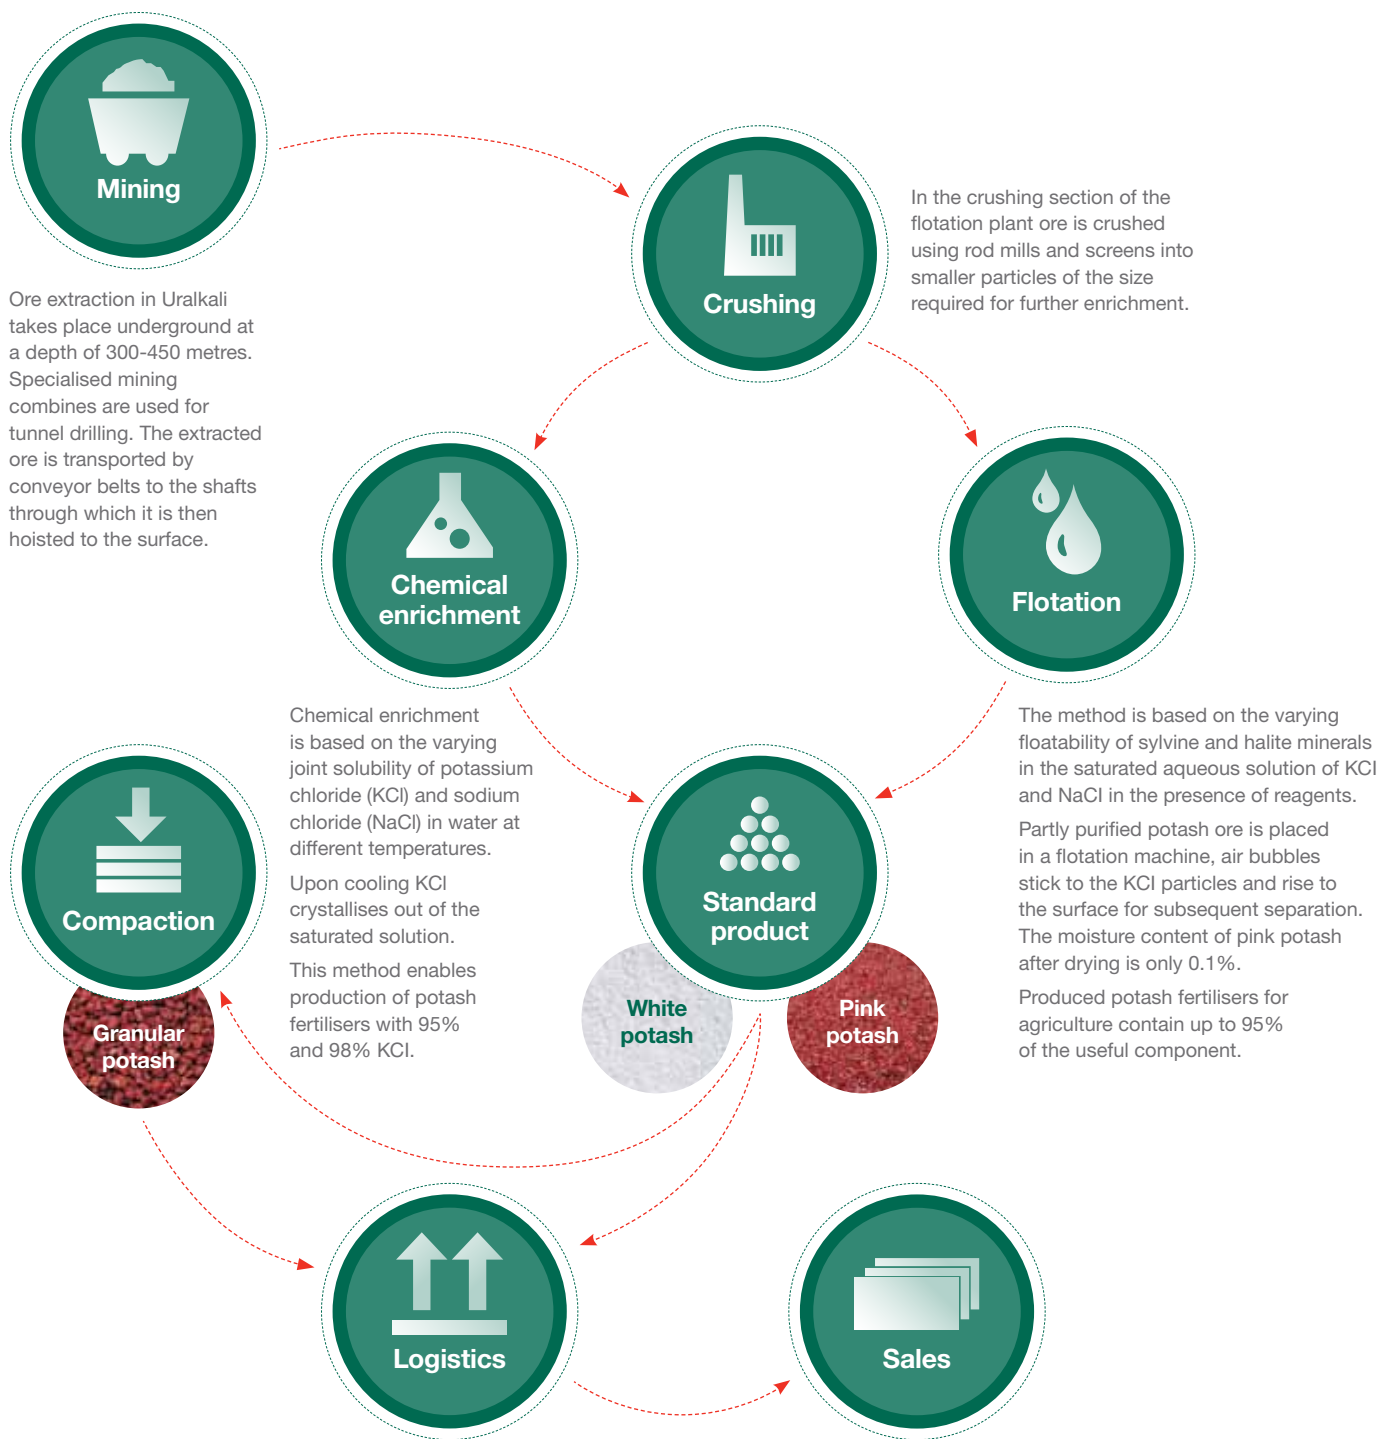 Mining
Ore extraction in Uralkali
takes place underground at
a depth of 300-450 metres.
Specialised mining
combines are used for
tunnel drilling. The extracted
ore is transported by
conveyor belts to the shafts
through which it is then
hoisted to the surface.
Crushing
In the crushing section of the
flotation plant ore is crushed
using rod mills and screens into
smaller particles of the size
required for further enrichment.
Chemical
enrichment
Chemical enrichment
is based on the varying
joint solubility of potassium
chloride (KCl) and sodium
chloride (NaCl) in water at
different temperatures.
Upon cooling KCl
crystallises out of the
saturated solution.
This method enables
production of potash
fertilisers with 95%
and 98% KCl.
Flotation
The method is based on the varying
floatability of sylvine and halite minerals
in the saturated aqueous solution of KCl
and NaCl in the presence of reagents.
Partly purified potash ore is placed
in a flotation machine, air bubbles
stick to the KCl particles and rise to
the surface for subsequent separation.
The moisture content of pink potash
after drying is only 0.1%.
Produced potash fertilisers for
agriculture contain up to 95%
of the useful component.
Standard
product
White
potash
Pink
potash
Compaction
Granular
potash
Logistics
Sales